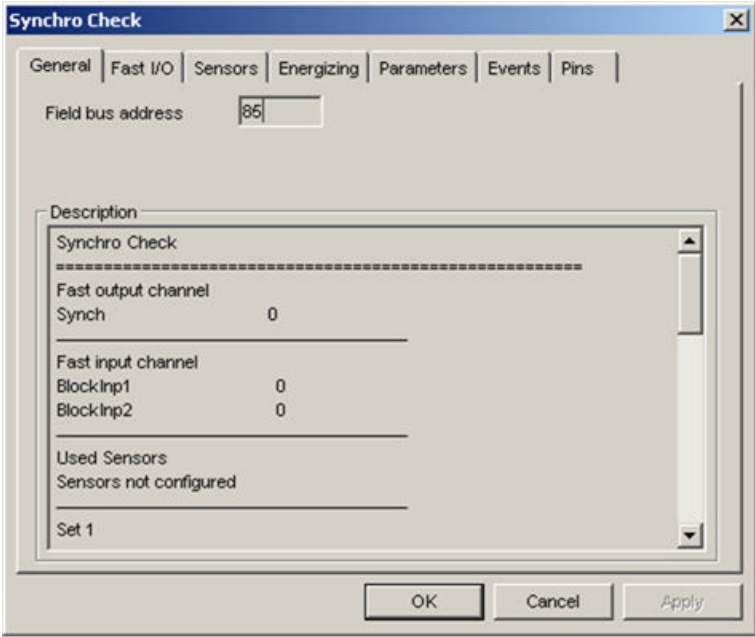 Synchro Check
General Fast I/O Sensors Energizing Parameters Events Pins
Field bus address 85
Description
Synchro Check
=======================================================
Fast output channel
Synch 0
Fast input channel
BlockInp1 0
BlockInp2 0
Used Sensors
Sensors not configured
Set 1
OK Cancel Apply